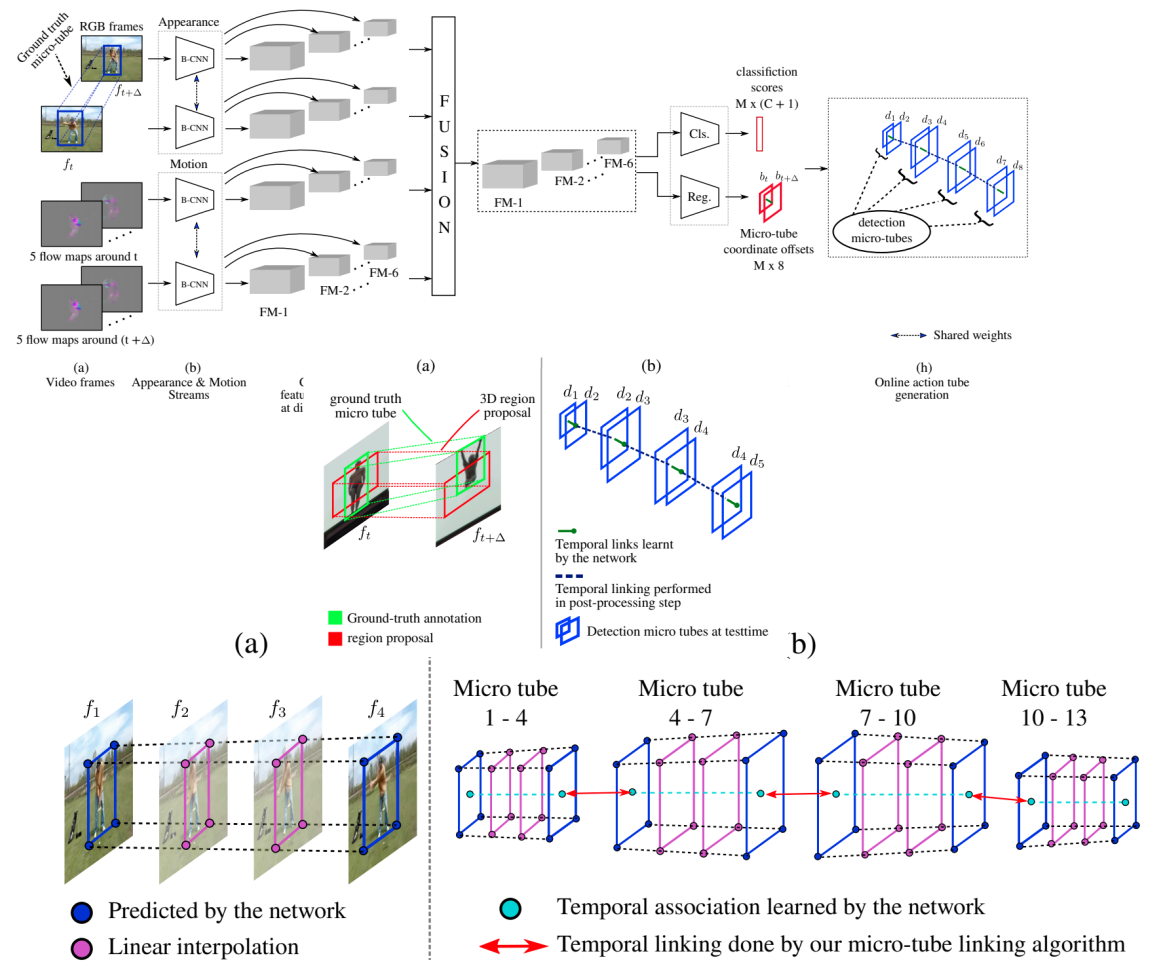 Ground truth
micro-tube
RGB frames
f_{t+Δ}
f_t
Appearance
B-CNN
B-CNN
Motion
B-CNN
B-CNN
5 flow maps around t
5 flow maps around (t +Δ)
FM-1
FM-2
FM-6
FUSION
FM-1
FM-2
FM-6
Cls.
Reg.
classifiction
scores
M x (C + 1)
b_t b_{t+Δ}
Micro-tube
coordinate offsets
M x 8
d_1 d_2
d_3 d_4
d_5
d_6
d_7
d_8
detection
micro-tubes
Shared weights
(a)
Video frames
(b)
Appearance & Motion
Streams
featu
at di
(h)
Online action tube
generation
(a)
ground truth
micro tube
3D region
proposal
f_t
f_{t+Δ}
Ground-truth annotation
region proposal
(b)
d_1 d_2
d_2 d_3
d_3
d_4
d_4 d_5
Temporal links learnt
by the network
Temporal linking performed
in post-processing step
Detection micro tubes at testtime
(a)
f_1
f_2
f_3
f_4
Predicted by the network
Linear interpolation
b)
Micro tube
1 - 4
Micro tube
4 - 7
Micro tube
7 - 10
Micro tube
10 - 13
Temporal association learned by the network
Temporal linking done by our micro-tube linking algorithm